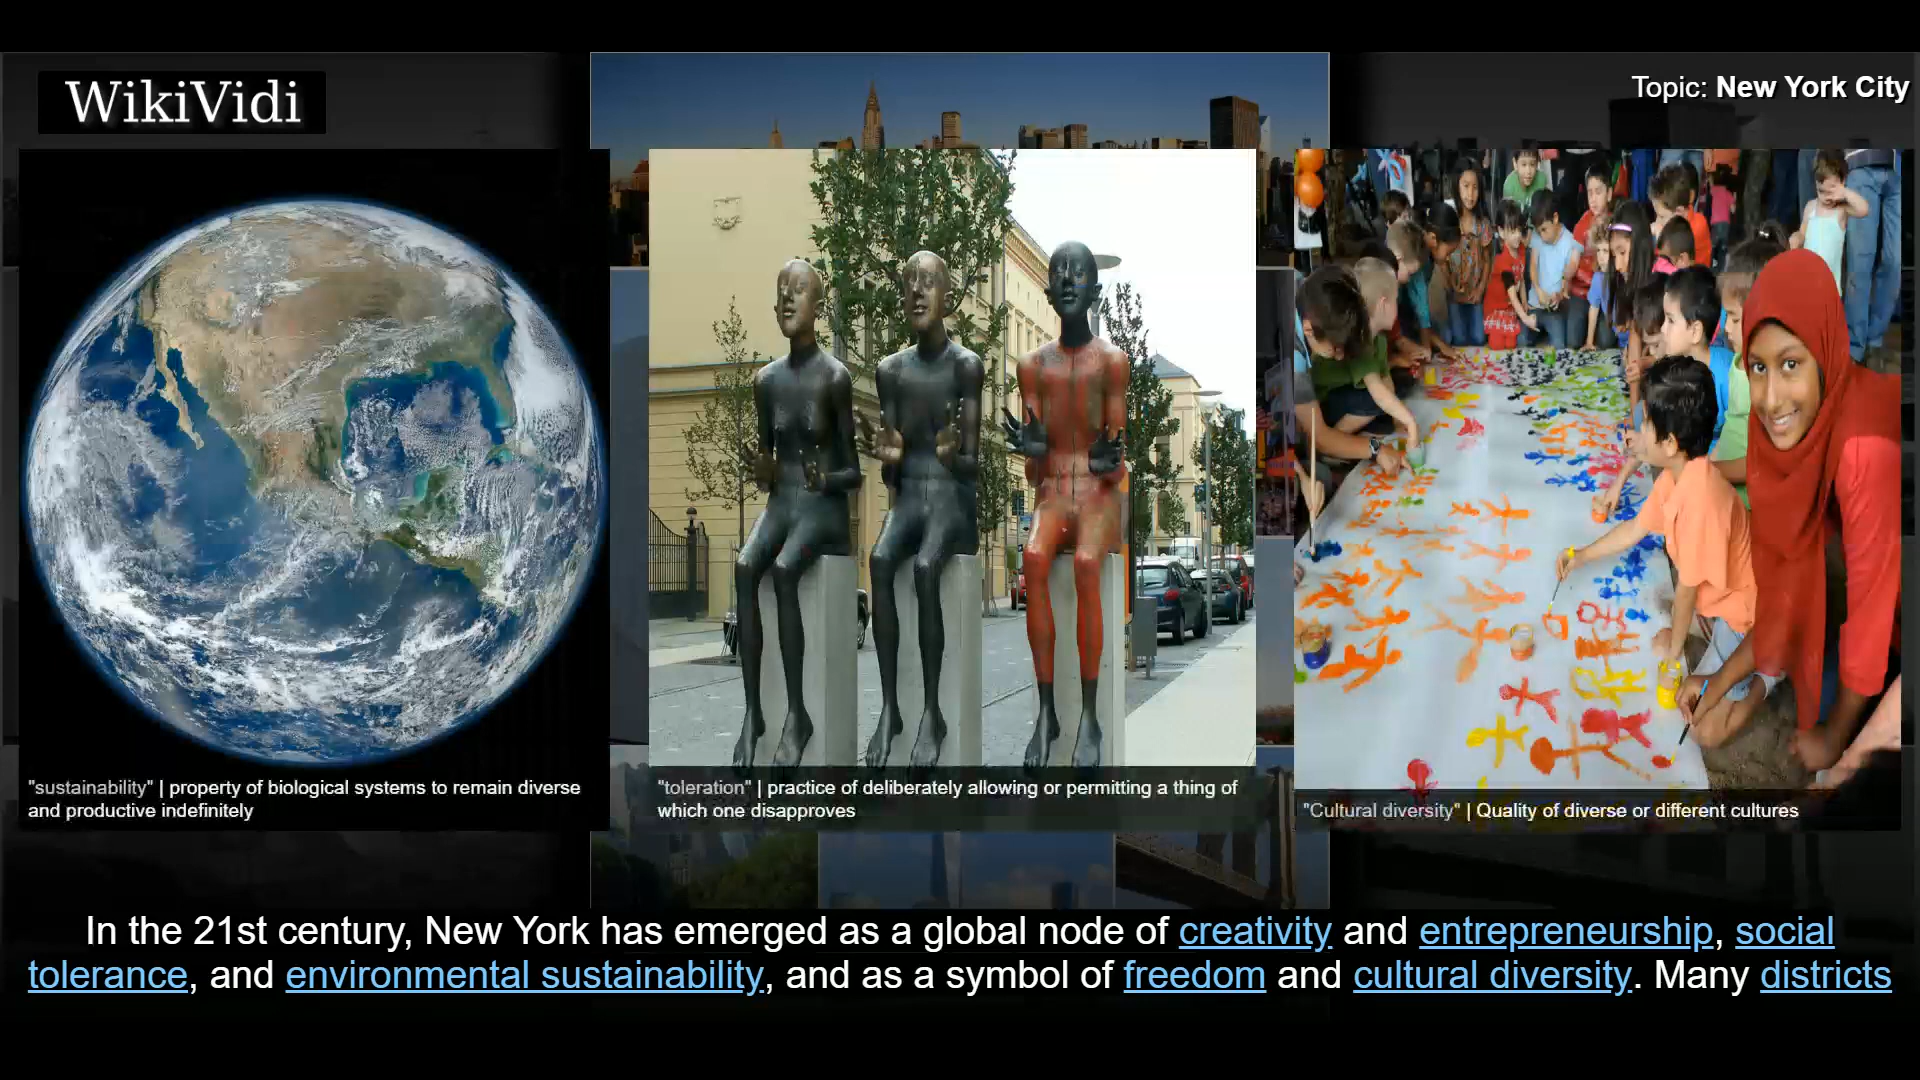 WikiVidi
Topic: New York City
"sustainability" | property of biological systems to remain diverse
and productive indefinitely
"toleration" | practice of deliberately allowing or permitting a thing of
which one disapproves
"Cultural diversity" | Quality of diverse or different cultures
In the 21st century, New York has emerged as a global node of creativity and entrepreneurship, social
tolerance, and environmental sustainability, and as a symbol of freedom and cultural diversity. Many districts